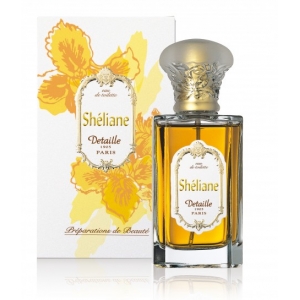 eau
de toilette
Shéliane
Detaille
1905
PARIS
Préparations de Beauté
eau de toilette
Shéliane
Detaille
1905
PARIS